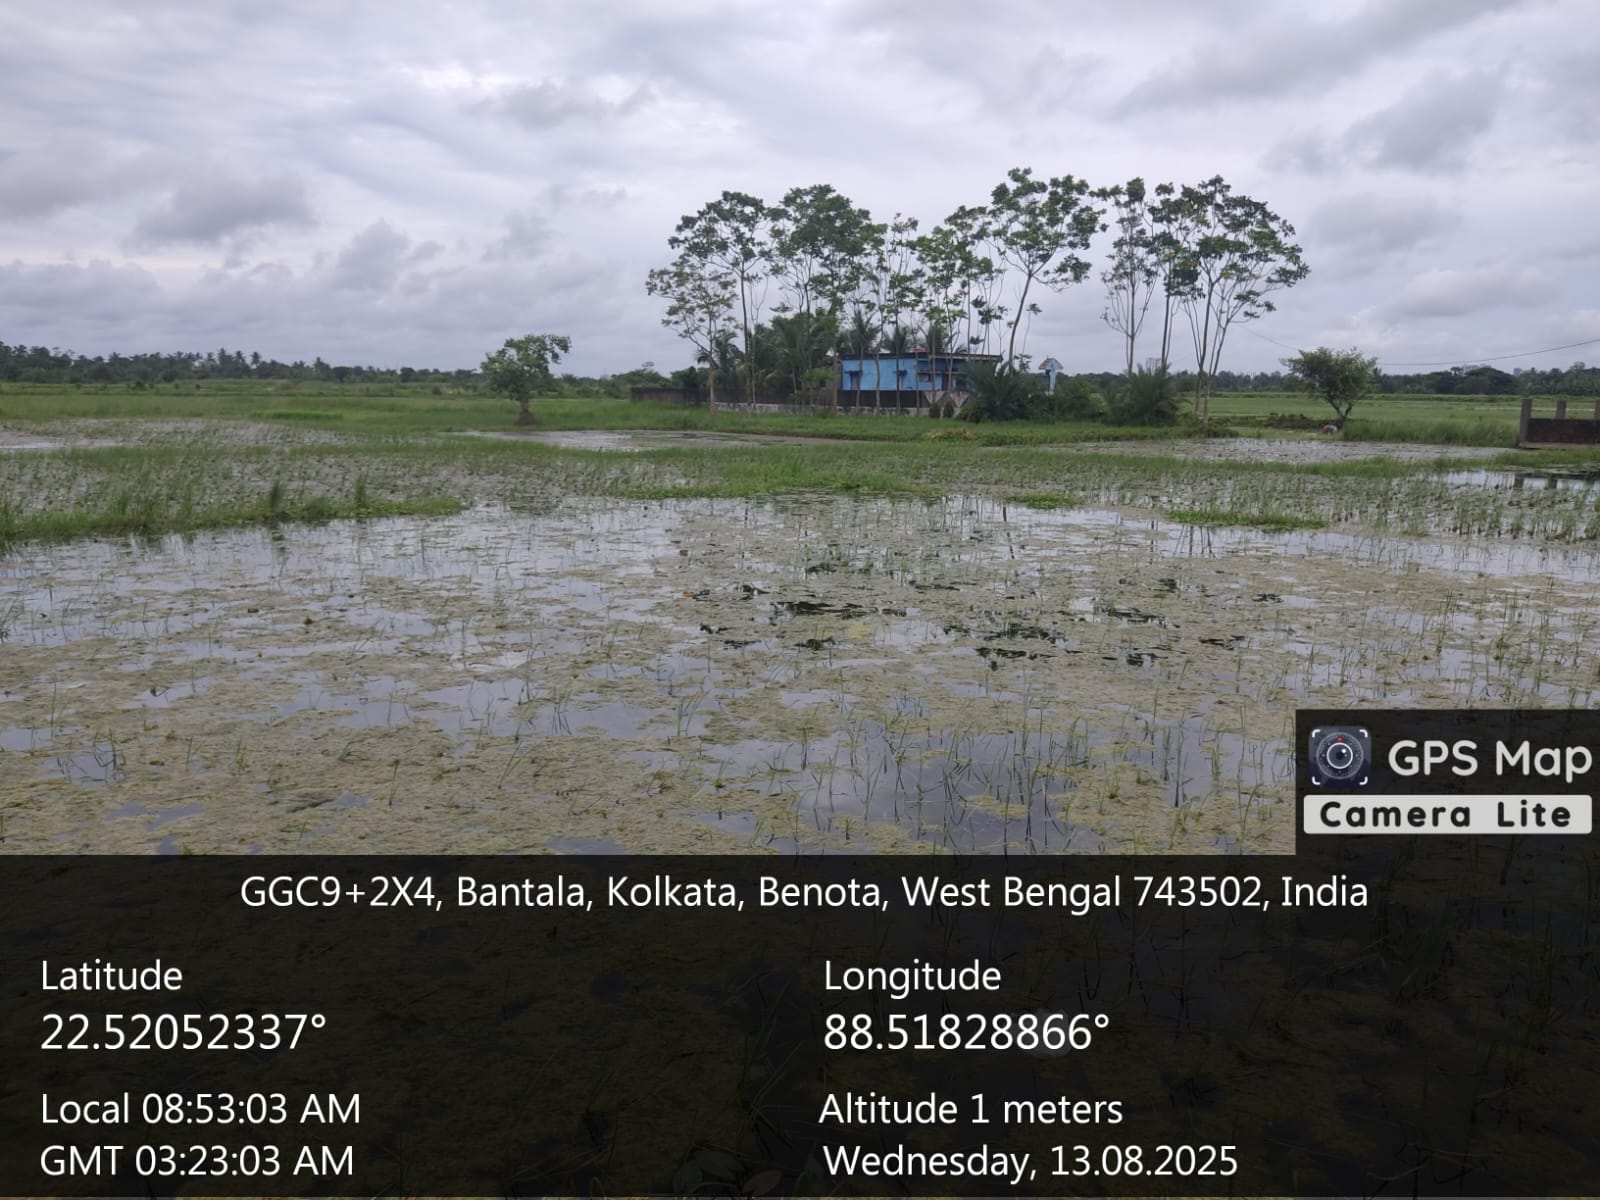 GPS Map
Camera Lite
GGC9+2X4, Bantala, Kolkata, Benota, West Bengal 743502, India
Latitude
22.52052337°
Longitude
88.51828866°
Local 08:53:03 AM
GMT 03:23:03 AM
Altitude 1 meters
Wednesday, 13.08.2025